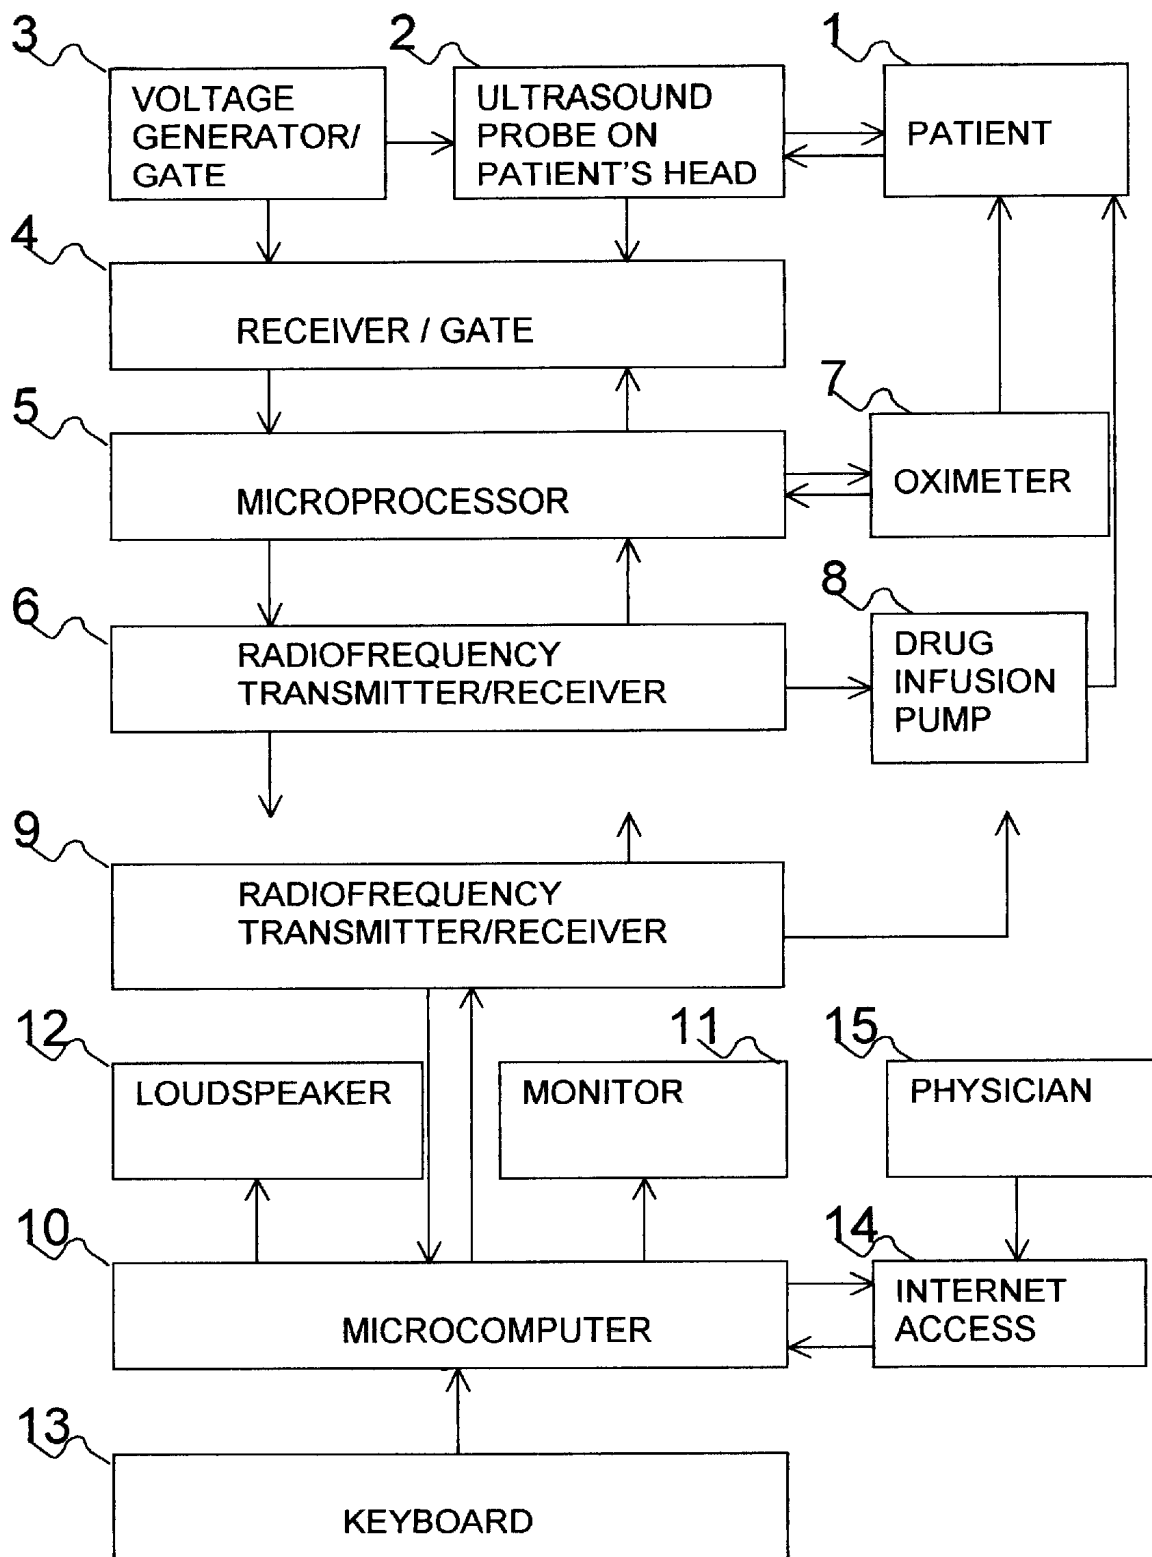 3
2
1
VOLTAGE
GENERATOR/
GATE
ULTRASOUND
PROBE ON
PATIENT'S HEAD
PATIENT
4
RECEIVER / GATE
5
7
MICROPROCESSOR
OXIMETER
6
8
RADIOFREQUENCY
TRANSMITTER/RECEIVER
DRUG
INFUSION
PUMP
9
RADIOFREQUENCY
TRANSMITTER/RECEIVER
12
11
15
LOUDSPEAKER
MONITOR
PHYSICIAN
10
14
MICROCOMPUTER
INTERNET
ACCESS
13
KEYBOARD